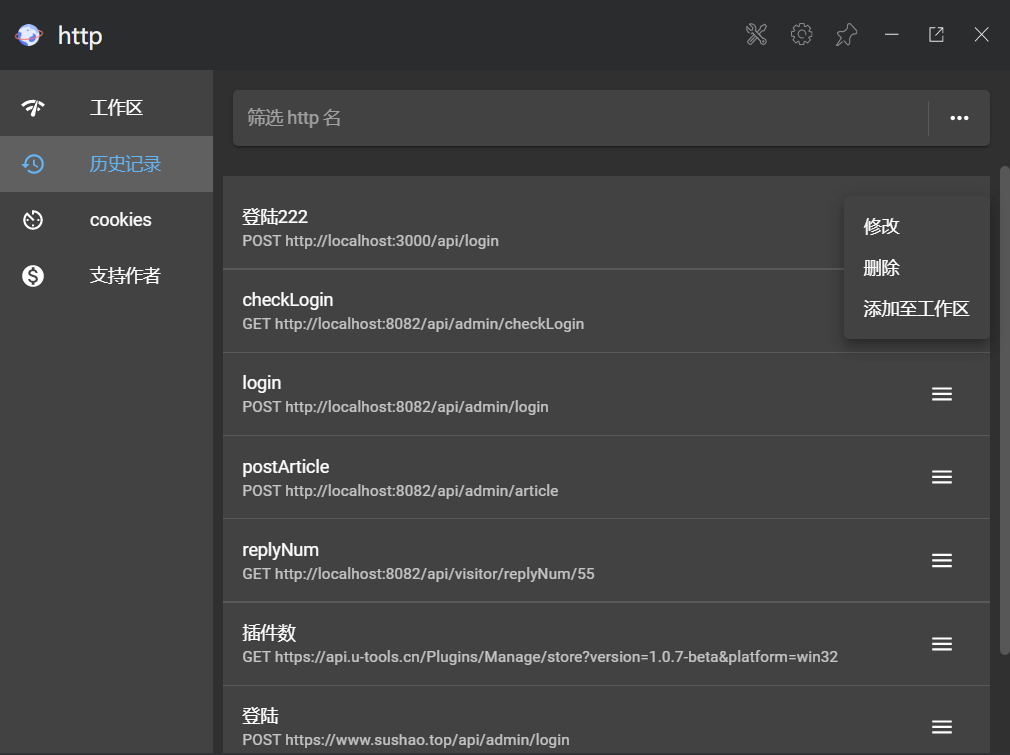 http
工作区
历史记录
cookies
支持作者
筛选 http 名
登陆222
POST http://localhost:3000/api/login
修改
删除
添加至工作区
checkLogin
GET http://localhost:8082/api/admin/checkLogin
login
POST http://localhost:8082/api/admin/login
postArticle
POST http://localhost:8082/api/admin/article
replyNum
GET http://localhost:8082/api/visitor/replyNum/55
插件数
GET https://api.u-tools.cn/Plugins/Manage/store?version=1.0.7-beta&platform=win32
登陆
POST https://www.sushao.top/api/admin/login